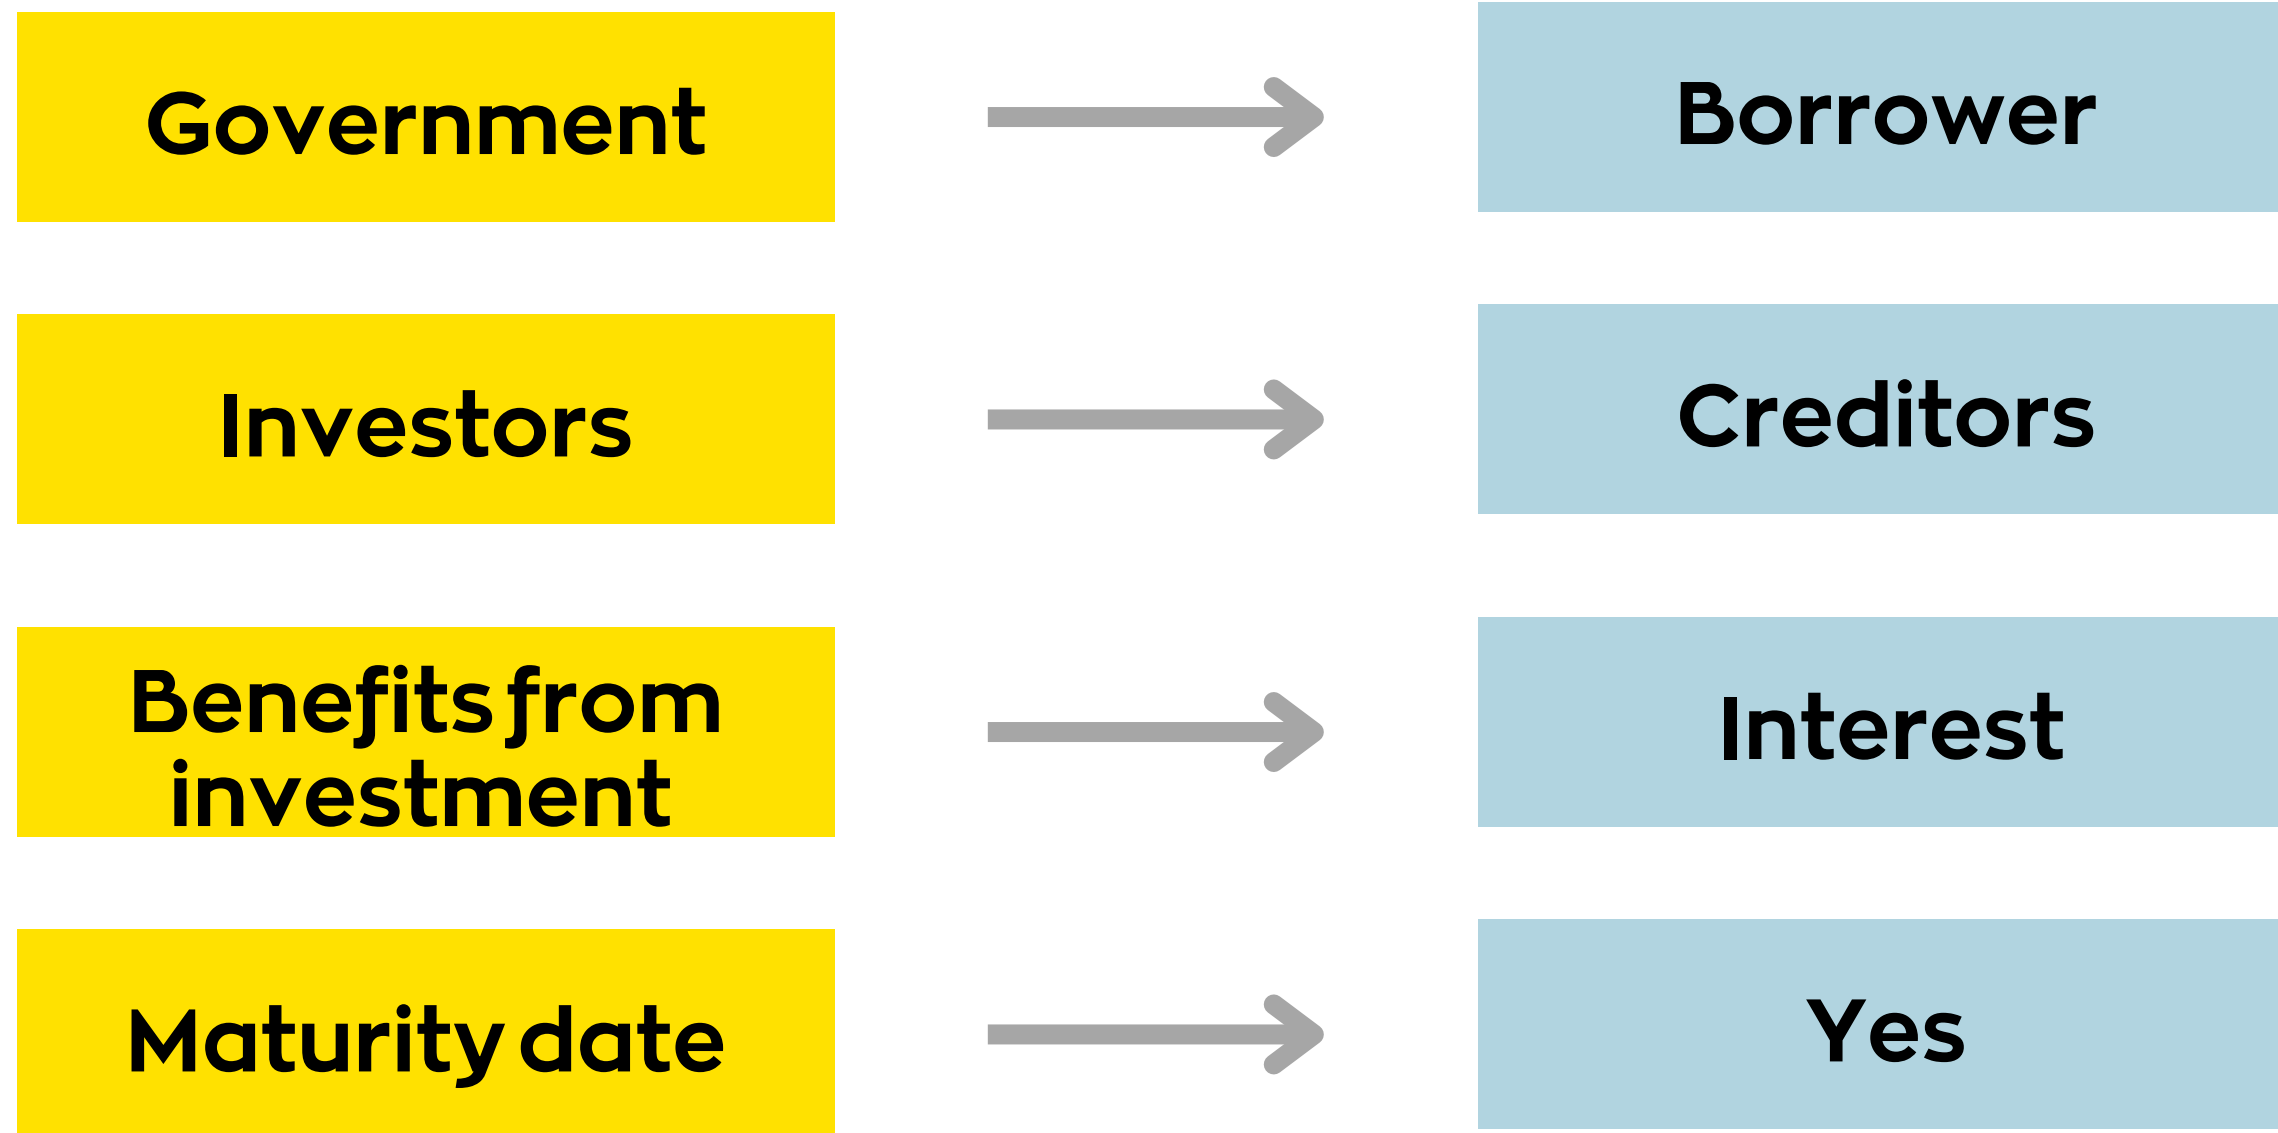 Government
Borrower
Investors
Creditors
Benefits from
investment
Interest
Maturity date
Yes